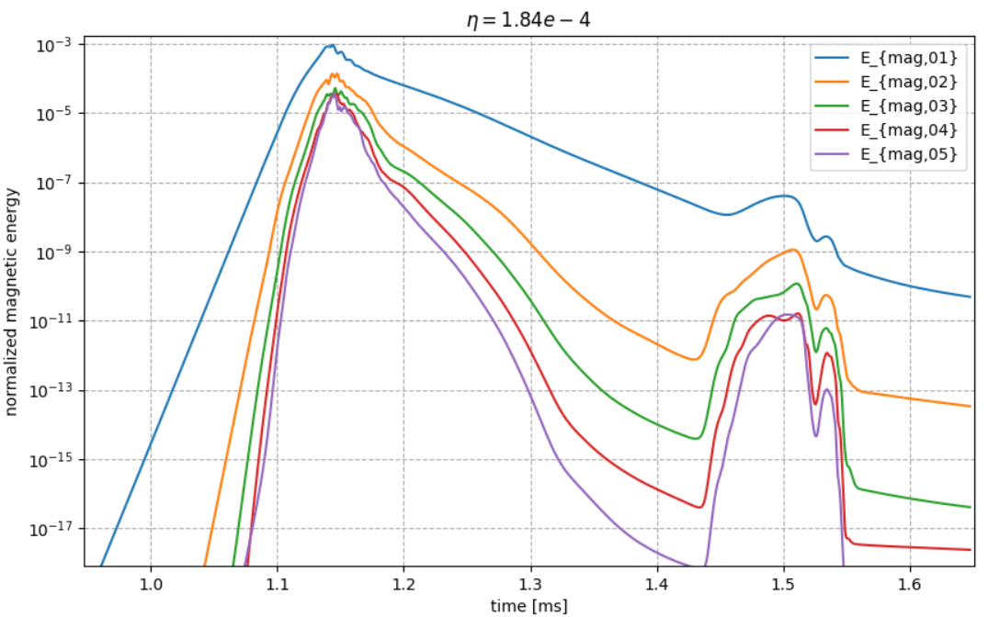 η = 1.84e − 4
normalized magnetic energy
10⁻³
10⁻⁵
10⁻⁷
10⁻⁹
10⁻¹¹
10⁻¹³
10⁻¹⁵
10⁻¹⁷
E_{mag,01}
E_{mag,02}
E_{mag,03}
E_{mag,04}
E_{mag,05}
1.0 1.1 1.2 1.3 1.4 1.5 1.6
time [ms]